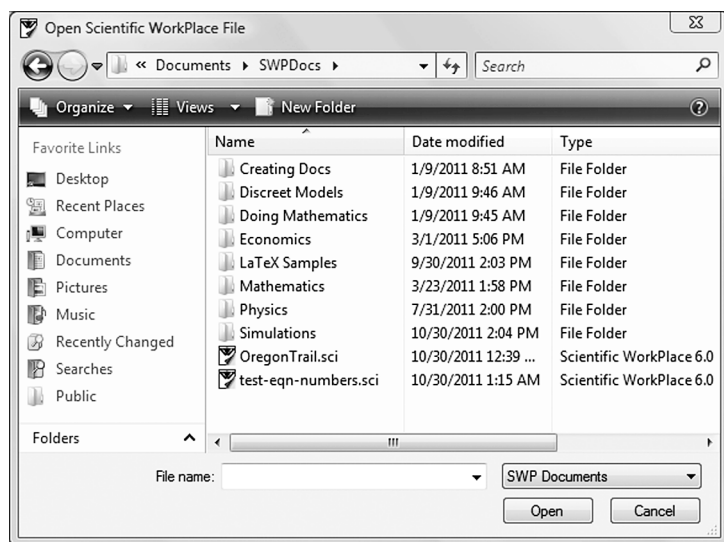 Open Scientific WorkPlace File
« Documents SWPDocs Search
Organize Views New Folder
Favorite Links
Desktop
Recent Places
Computer
Documents
Pictures
Music
Recently Changed
Searches
Public
Folders
Name Date modified Type
Creating Docs 1/9/2011 8:51 AM File Folder
Discreet Models 1/9/2011 9:46 AM File Folder
Doing Mathematics 1/9/2011 9:45 AM File Folder
Economics 3/1/2011 5:06 PM File Folder
LaTeX Samples 9/30/2011 2:03 PM File Folder
Mathematics 3/23/2011 1:58 PM File Folder
Physics 7/31/2011 2:00 PM File Folder
Simulations 10/30/2011 2:04 PM File Folder
OregonTrail.sci 10/30/2011 12:39 ... Scientific WorkPlace 6.0
test-eqn-numbers.sci 10/30/2011 1:15 AM Scientific WorkPlace 6.0
File name: SWP Documents
Open Cancel